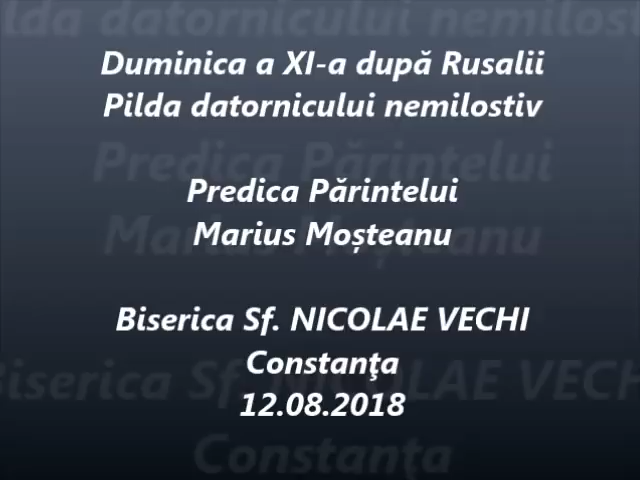 Duminica a XI-a după Rusalii
Pilda datornicului nemilostiv
Predica Părintelui
Marius Moșteanu
Biserica Sf. NICOLAE VECHI
Constanţa
12.08.2018